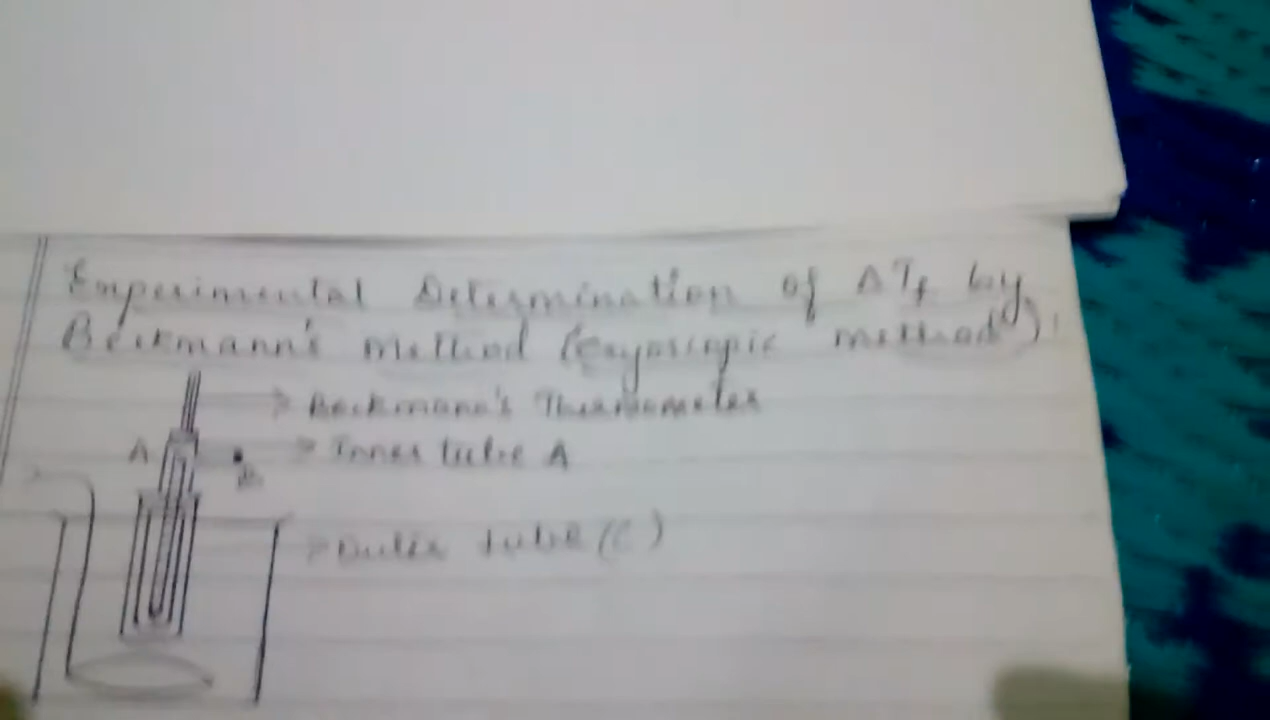 Experimental Determination of ΔTf by
Beckmann's method (Cryoscopic method):
Beckmann's Thermometer
A
Inner tube A
B
Outer tube (C)